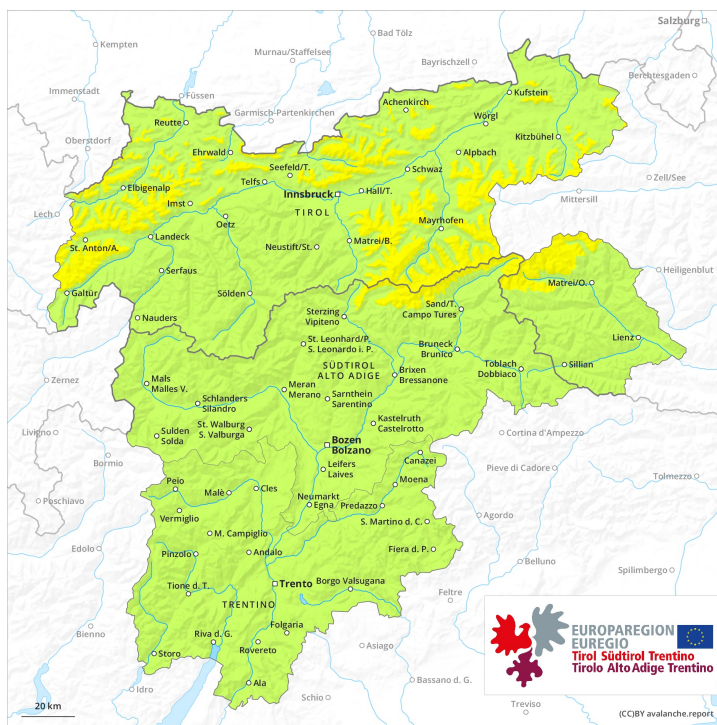 Salzburg
Kempten
Bad Tölz
Murnau/Staffelsee
Bayrischzell
Berchtesgaden
Immenstadt
Füssen
Kufstein
Achenkirch
Garmisch-Partenkirchen
Wörgl
Reutte
Oberstdorf
Kitzbühel
Ehrwald
Alpbach
Seefeld/T.
Schwaz
Telfs
Zell/See
Elbigenalp
Innsbruck
Hall/T.
Mittersill
Imst
Lech
TIROL
Mayrhofen
Oetz
Landeck
Neustift/St.
Matrei/B.
St. Anton/A.
Serfaus
Heiligenblut
Matrei/O.
Galtür
Sölden
Sand/T.
Campo Tures
Sterzing
Vipiteno
Nauders
Lienz
St. Leonhard/P.
S. Leonardo i. P.
Bruneck
Brunico
SÜDTIROL
ALTO ADIGE
Toblach
Dobbiaco
Sillian
Brixen
Bressanone
Mals
Malles V.
Meran
Merano
Zernez
Sarnthein
Sarentino
Schlanders
Silandro
Kastelruth
Castelrotto
St. Walburg
S. Valburga
Livigno
Sulden
Solda
Cortina d'Ampezzo
Bozen
Bolzano
Bormio
Canazei
Pieve di Cadore
Leifers
Laives
Tolmezzo
Poschiavo
Peio
Malè
Cles
Moena
Neumarkt
Egna
Predazzo
Vermiglio
Agordo
S. Martino d. C.
M. Campiglio
Edolo
Pinzolo
Andalo
Fiera d. P.
Belluno
Spilimbergo
Tione d. T.
Trento
Borgo Valsugana
Feltre
TRENTINO
Bienno
Folgaria
Riva d. G.
Rovereto
Asiago
Storo
Bassano d. G.
Idro
Ala
Schio
Treviso
EUROPAREGION
EUREGIO
Tirol Südtirol Trentino
Tirolo Alto Adige Trentino
20 km
(CC)BY avalanche.report